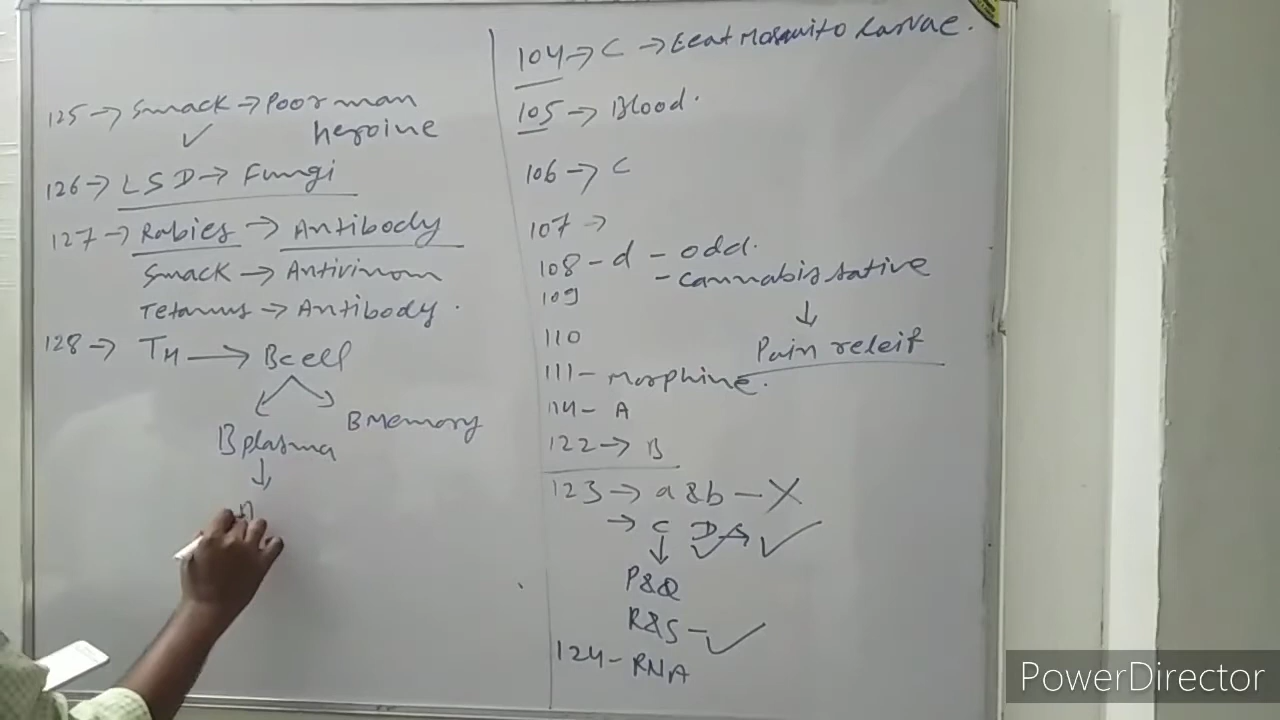 125 → Smack → Poor man
heroine
126 → LSD → Fungi
127 → Rabies → Antibody
Smack → Antivinom
Tetanus → Antibody.
128 → TH → B cell
B plasma
B Memory
104 → C → Eeat Mosquito Larvae.
105 → Blood.
106 → C
107 →
108 - d - odd.
- Cannabis sative
109
Pain releif
110
111 - Morphine.
114 - A
122 → B
123 → a & b - X
→ C
P&Q
R&S -
124 - RNA
PowerDirector